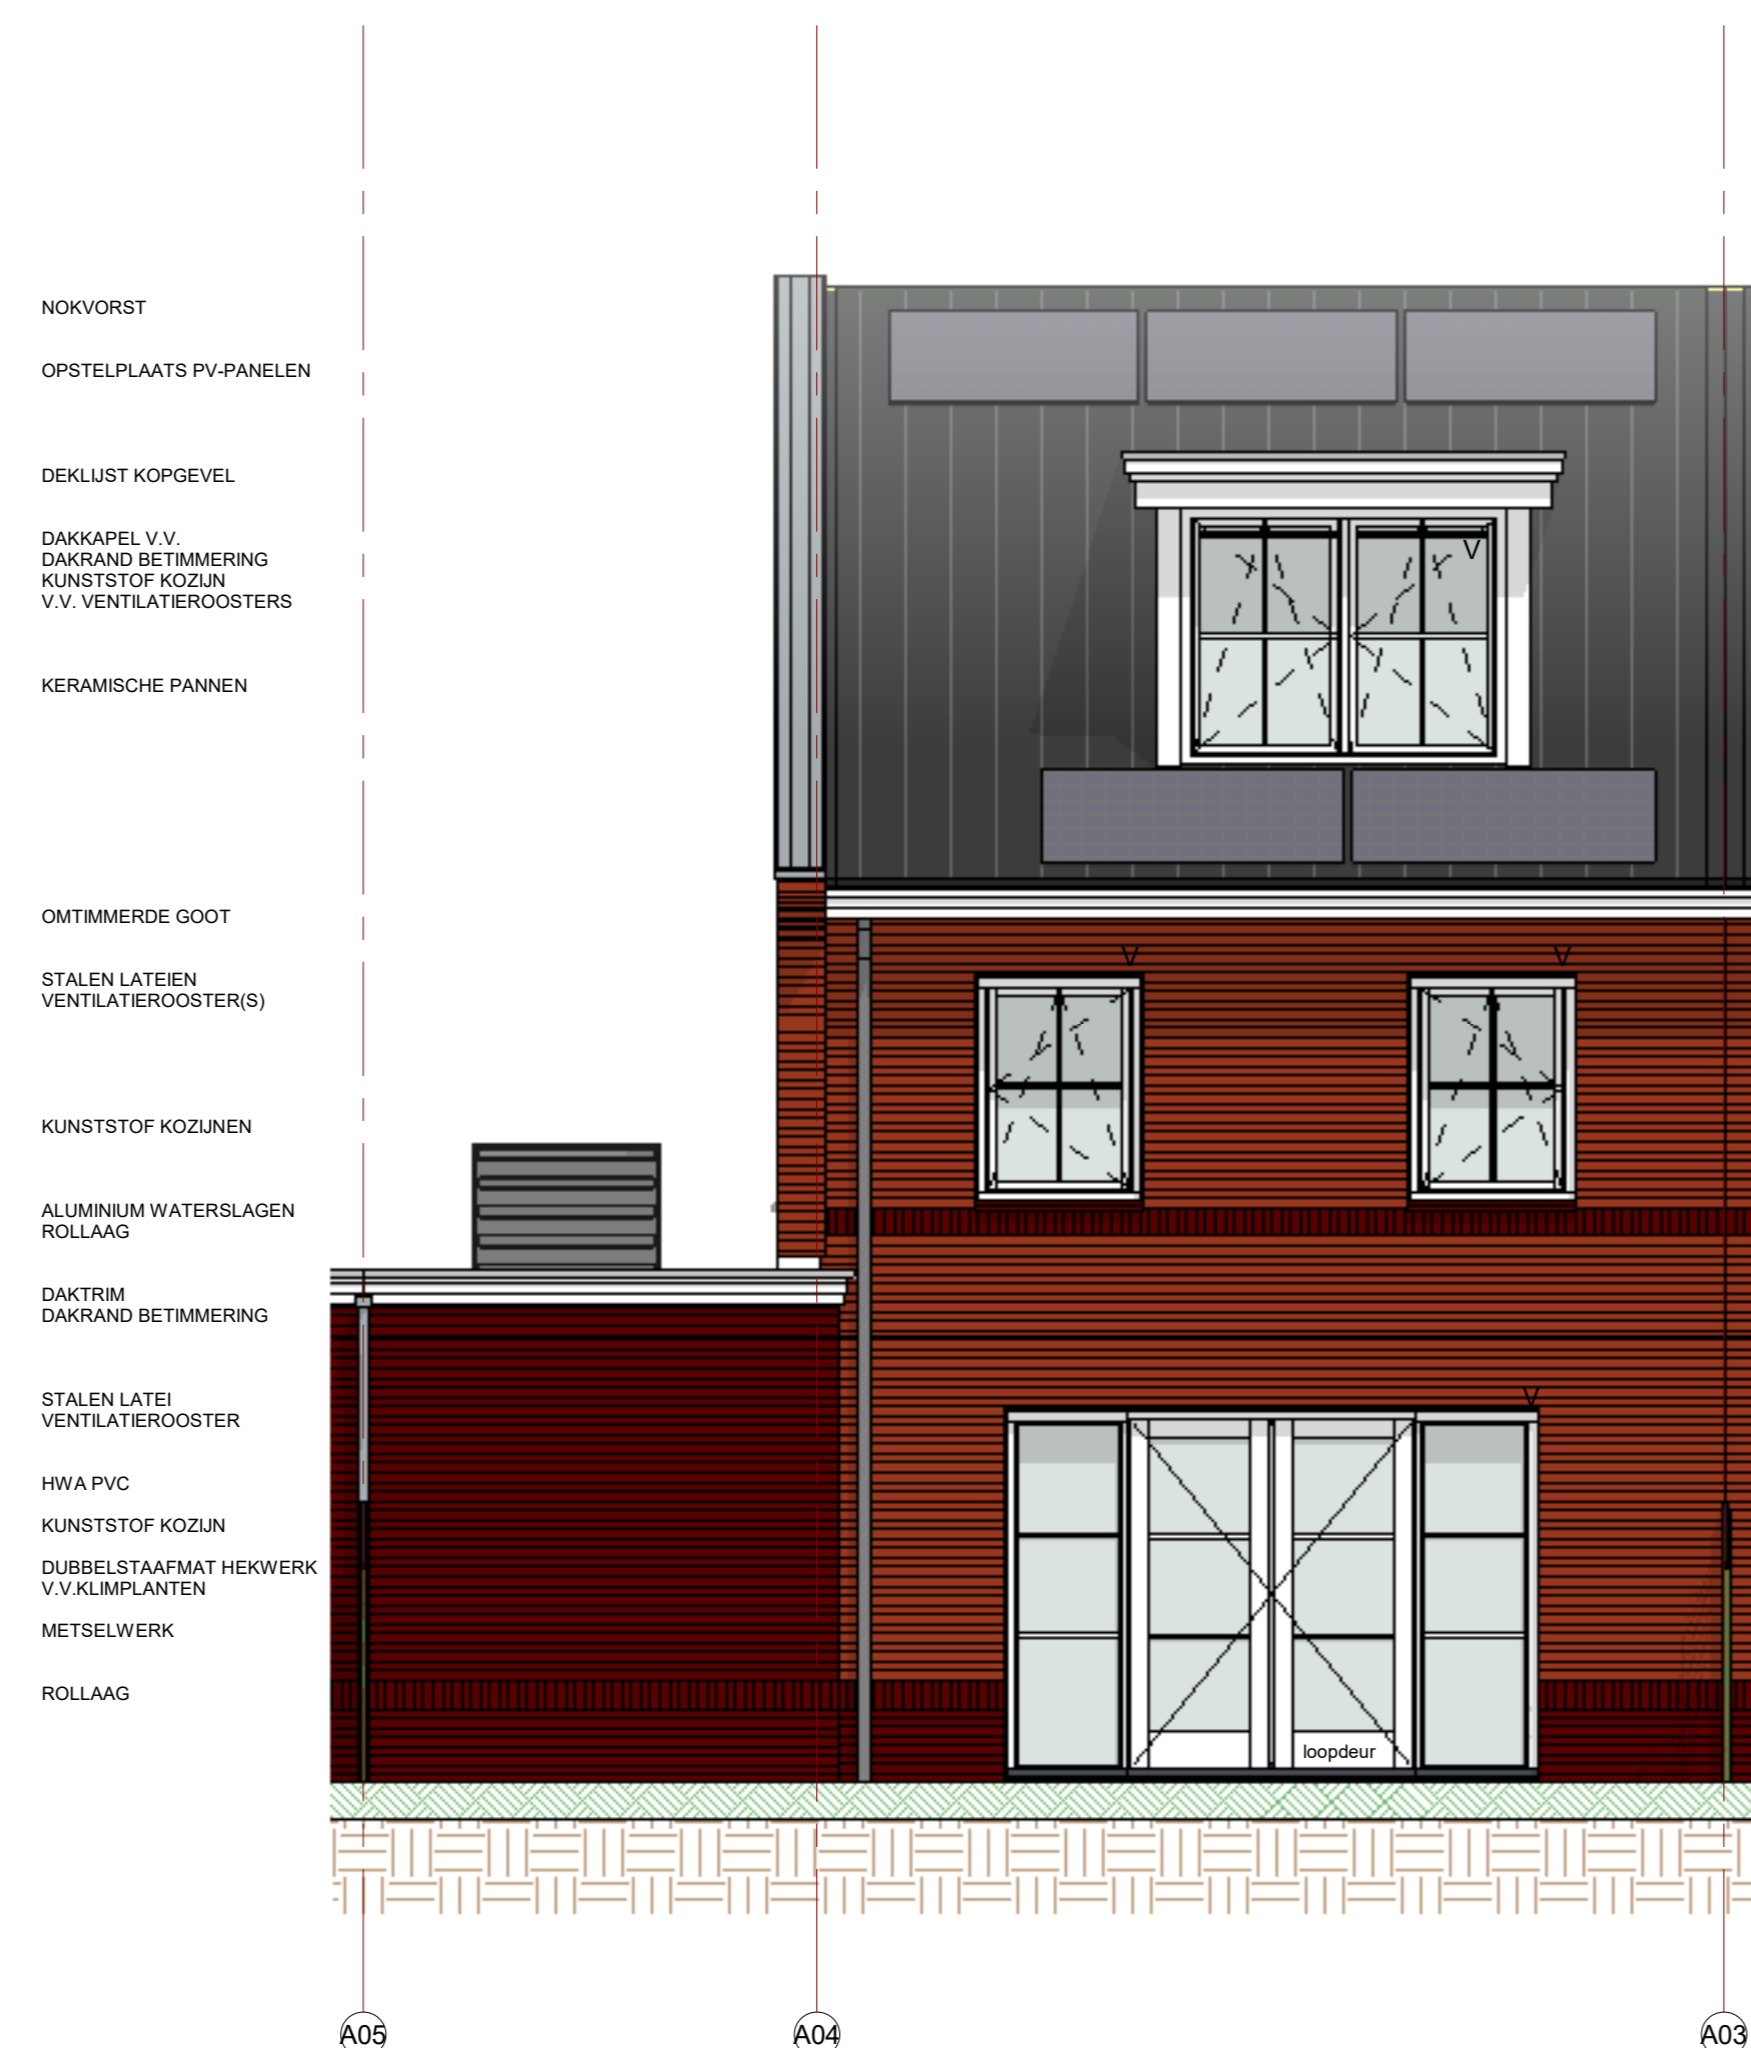 NOKVORST
OPSTELPLAATS PV-PANELEN
DEKLIJST KOPGEVEL
DAKKAPEL V.V.
DAKRAND BETIMMERING
KUNSTSTOF KOZIJN
V.V. VENTILATIEROOSTERS
V
KERAMISCHE PANNEN
OMTIMMERDE GOOT
V
V
STALEN LATEIEN
VENTILATIEROOSTER(S)
KUNSTSTOF KOZIJNEN
ALUMINIUM WATERSLAGEN
ROLLAAG
DAKTRIM
DAKRAND BETIMMERING
STALEN LATEI
VENTILATIEROOSTER
V
HWA PVC
KUNSTSTOF KOZIJN
DUBBELSTAAFMAT HEKWERK
V.V.KLIMPLANTEN
METSELWERK
ROLLAAG
loopdeur
A05
A04
A03